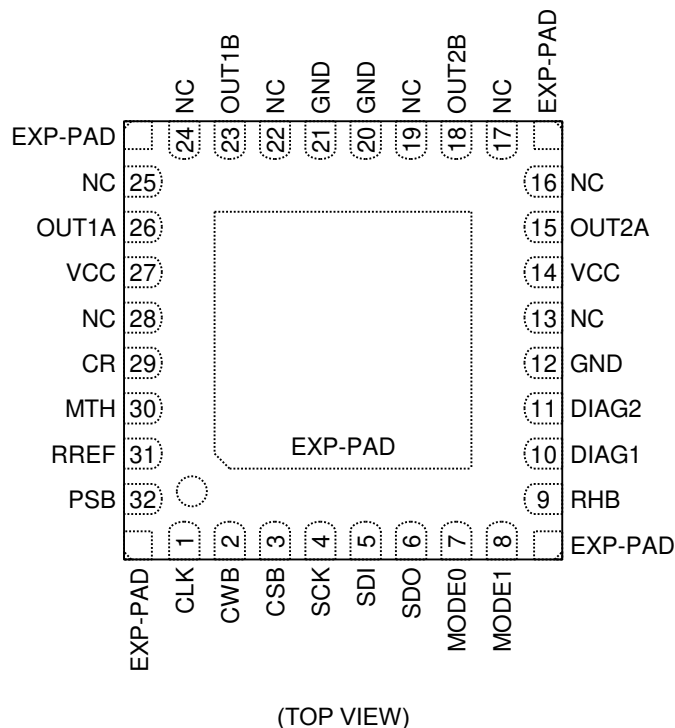 NC
OUT1B
NC
GND
GND
NC
OUT2B
NC
EXP-PAD
EXP-PAD
24
23
22
21
20
19
18
17
NC 25
16 NC
OUT1A 26
15 OUT2A
VCC 27
14 VCC
NC 28
13 NC
CR 29
12 GND
MTH 30
11 DIAG2
RREF 31
EXP-PAD
10 DIAG1
PSB 32
9 RHB
1
2
3
4
5
6
7
8
EXP-PAD
EXP-PAD
CLK
CWB
CSB
SCK
SDI
SDO
MODE0
MODE1
(TOP VIEW)